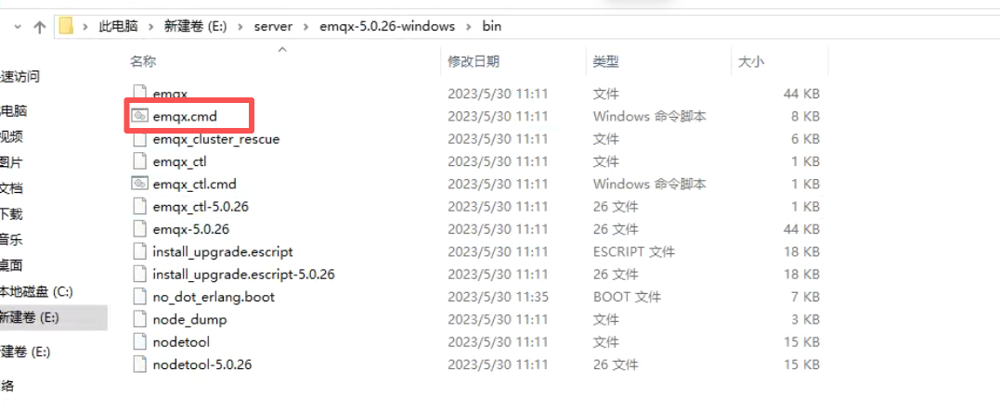 此电脑 新建卷 (E:) server emqx-5.0.26-windows bin
名称 修改日期 类型 大小
速访问
电脑
视频
图片
文档
下载
音乐
桌面
本地磁盘 (C:)
新建卷 (E:)
建卷 (E:)
络
emqx 2023/5/30 11:11 文件 44 KB
emqx.cmd 2023/5/30 11:11 Windows 命令脚本 8 KB
emqx_cluster_rescue 2023/5/30 11:11 文件 6 KB
emqx_ctl 2023/5/30 11:11 文件 1 KB
emqx_ctl.cmd 2023/5/30 11:11 Windows 命令脚本 1 KB
emqx_ctl-5.0.26 2023/5/30 11:11 26 文件 1 KB
emqx-5.0.26 2023/5/30 11:11 26 文件 44 KB
install_upgrade.escript 2023/5/30 11:11 ESCRIPT 文件 18 KB
install_upgrade.escript-5.0.26 2023/5/30 11:11 26 文件 18 KB
no_dot_erlang.boot 2023/5/30 11:35 BOOT 文件 7 KB
node_dump 2023/5/30 11:11 文件 3 KB
nodetool 2023/5/30 11:11 文件 15 KB
nodetool-5.0.26 2023/5/30 11:11 26 文件 15 KB